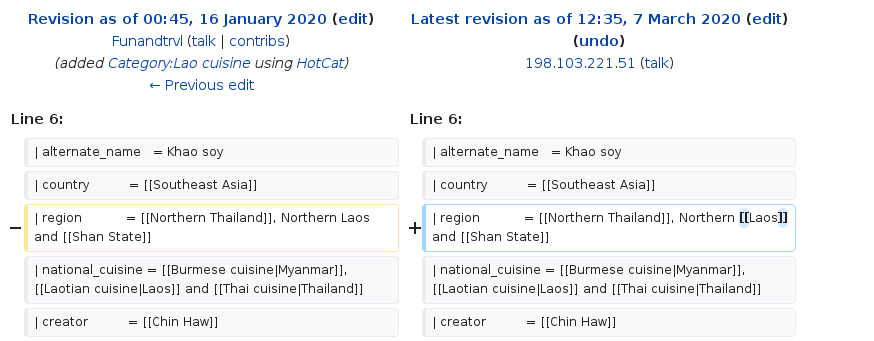 Revision as of 00:45, 16 January 2020 (edit)
Funandtrvl (talk | contribs)
(added Category:Lao cuisine using HotCat)
← Previous edit
Latest revision as of 12:35, 7 March 2020 (edit)
(undo)
198.103.221.51 (talk)
Line 6:
| alternate_name   = Khao soy
| country          = [[Southeast Asia]]
− | region           = [[Northern Thailand]], Northern Laos
and [[Shan State]]
| national_cuisine = [[Burmese cuisine|Myanmar]],
[[Laotian cuisine|Laos]] and [[Thai cuisine|Thailand]]
| creator          = [[Chin Haw]]
Line 6:
| alternate_name   = Khao soy
| country          = [[Southeast Asia]]
+ | region           = [[Northern Thailand]], Northern [[Laos]]
and [[Shan State]]
| national_cuisine = [[Burmese cuisine|Myanmar]],
[[Laotian cuisine|Laos]] and [[Thai cuisine|Thailand]]
| creator          = [[Chin Haw]]